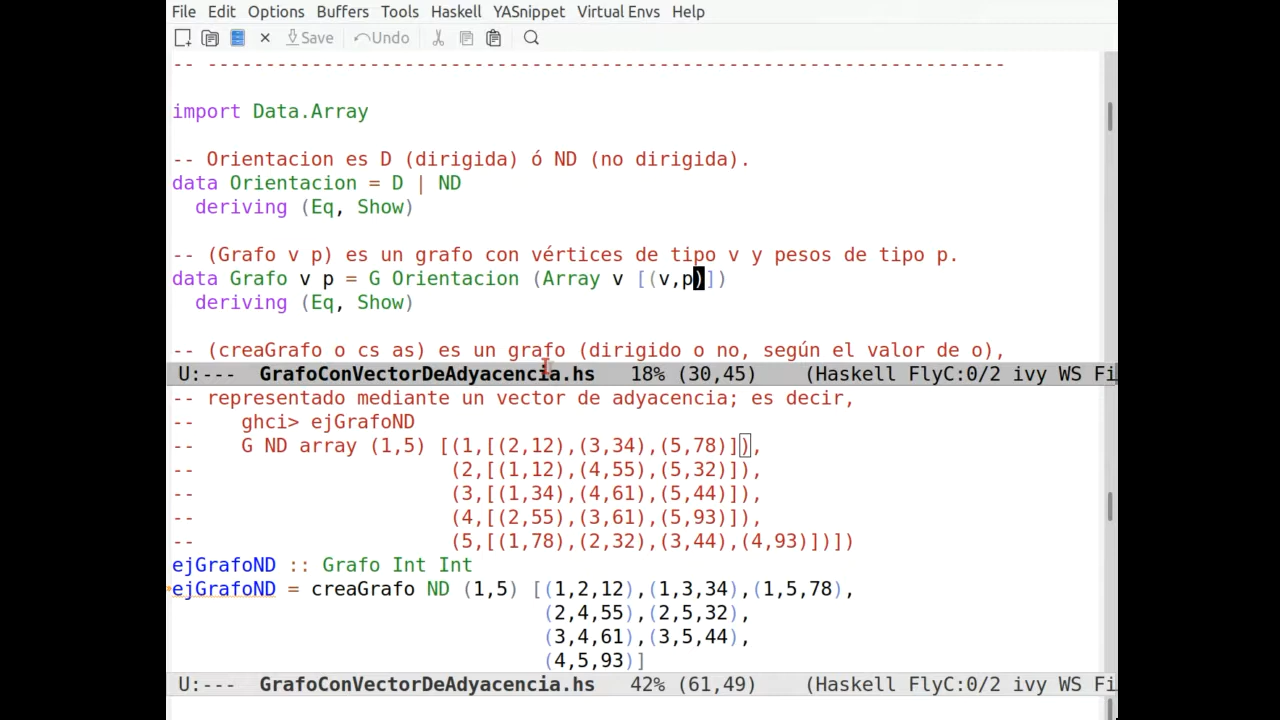 File Edit Options Buffers Tools Haskell YASnippet Virtual Envs Help
Save Undo
-- ---------------------------------------------------------------------
import Data.Array
-- Orientacion es D (dirigida) ó ND (no dirigida).
data Orientacion = D | ND
  deriving (Eq, Show)
-- (Grafo v p) es un grafo con vértices de tipo v y pesos de tipo p.
data Grafo v p = G Orientacion (Array v [(v,p)])
  deriving (Eq, Show)
-- (creaGrafo o cs as) es un grafo (dirigido o no, según el valor de o),
U:--- GrafoConVectorDeAdyacencia.hs 18% (30,45) (Haskell FlyC:0/2 ivy WS Fi
-- representado mediante un vector de adyacencia; es decir,
--    ghci> ejGrafoND
--    G ND array (1,5) [(1,[(2,12),(3,34),(5,78)]),
--                      (2,[(1,12),(4,55),(5,32)]),
--                      (3,[(1,34),(4,61),(5,44)]),
--                      (4,[(2,55),(3,61),(5,93)]),
--                      (5,[(1,78),(2,32),(3,44),(4,93)])])
ejGrafoND :: Grafo Int Int
ejGrafoND = creaGrafo ND (1,5) [(1,2,12),(1,3,34),(1,5,78),
                                (2,4,55),(2,5,32),
                                (3,4,61),(3,5,44),
                                (4,5,93)]
U:--- GrafoConVectorDeAdyacencia.hs 42% (61,49) (Haskell FlyC:0/2 ivy WS Fi